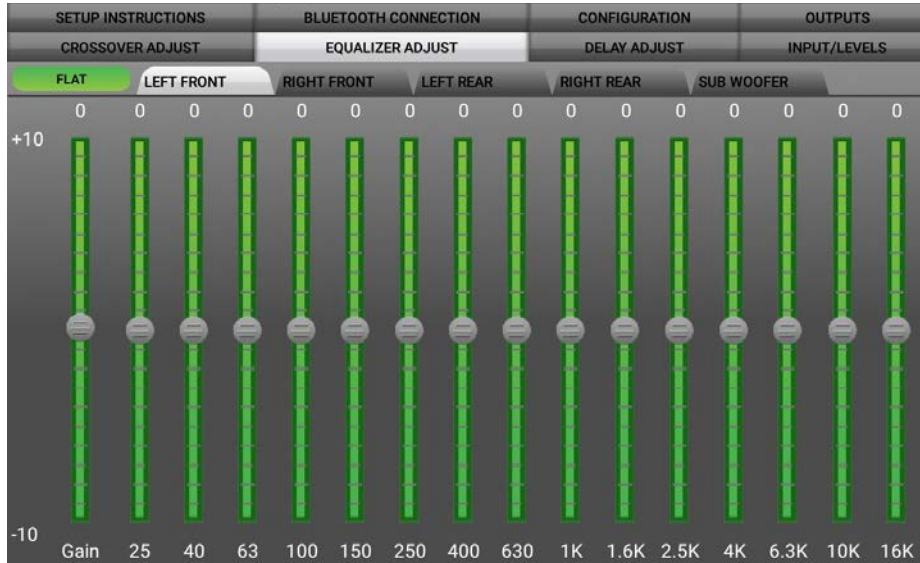 SETUP INSTRUCTIONS BLUETOOTH CONNECTION CONFIGURATION OUTPUTS
CROSSOVER ADJUST EQUALIZER ADJUST DELAY ADJUST INPUT/LEVELS
FLAT LEFT FRONT RIGHT FRONT LEFT REAR RIGHT REAR SUB WOOFER
0 0 0 0 0 0 0 0 0 0 0 0 0 0 0 0
+10
-10
Gain 25 40 63 100 150 250 400 630 1K 1.6K 2.5K 4K 6.3K 10K 16K